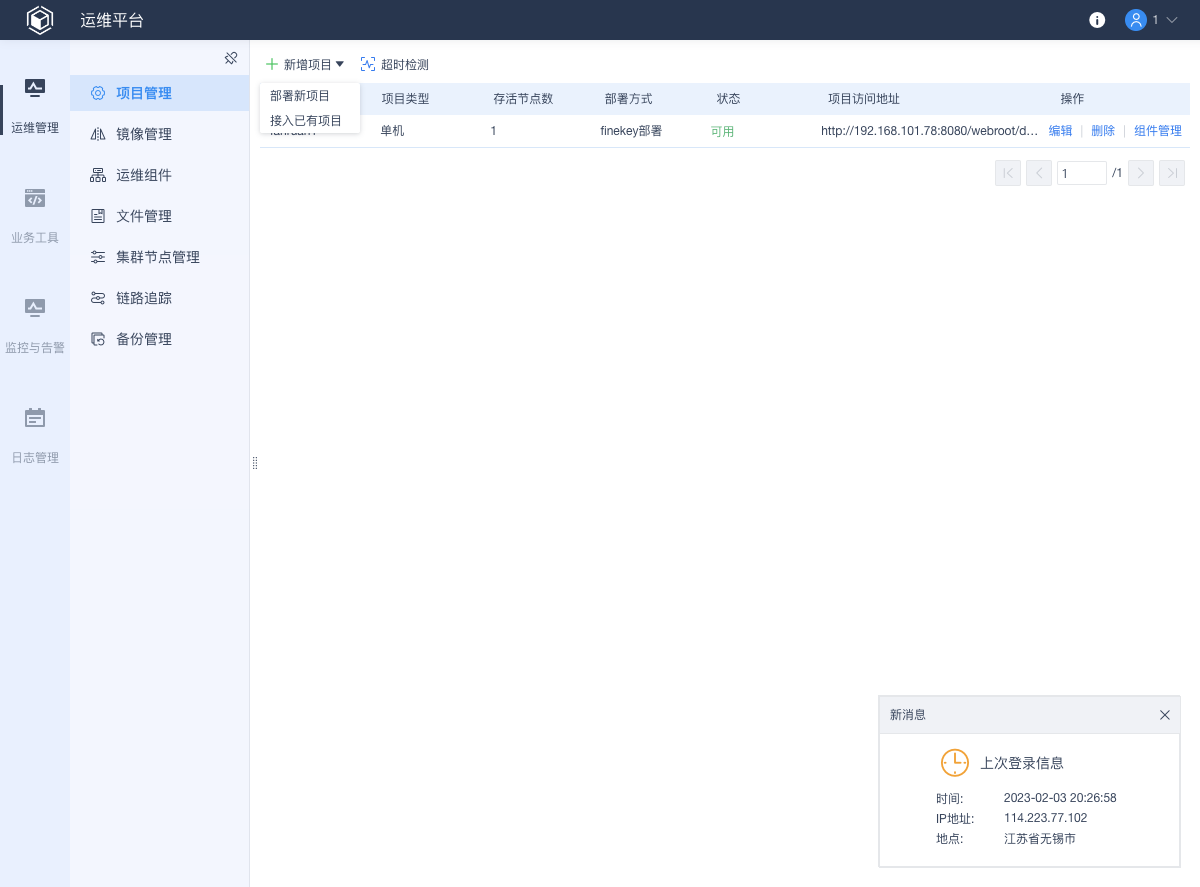 运维平台
1
运维管理
业务工具
监控与告警
日志管理
项目管理
镜像管理
运维组件
文件管理
集群节点管理
链路追踪
备份管理
新增项目 超时检测
部署新项目
接入已有项目
项目类型 存活节点数 部署方式 状态 项目访问地址 操作
单机 1 finekey部署 可用 http://192.168.101.78:8080/webroot/d... 编辑 删除 组件管理
1 /1
新消息
上次登录信息
时间: 2023-02-03 20:26:58
IP地址: 114.223.77.102
地点: 江苏省无锡市